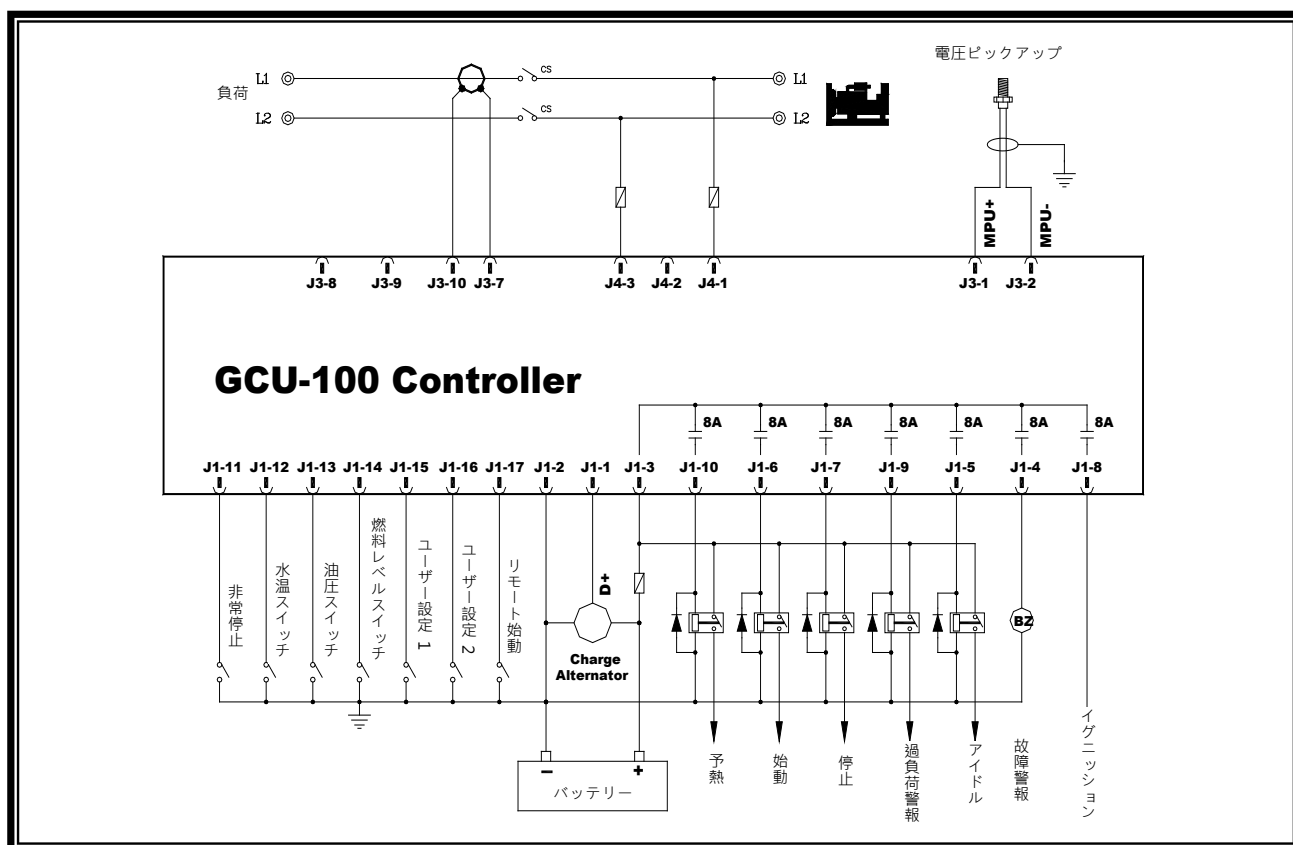 電圧ピックアップ
L1
CS
L1
負荷
L2
CS
L2
MPU+
MPU-
J3-8
J3-9
J3-10
J3-7
J4-3
J4-2
J4-1
J3-1
J3-2
GCU-100 Controller
8A
8A
8A
8A
8A
8A
8A
J1-11
J1-12
J1-13
J1-14
J1-15
J1-16
J1-17
J1-2
J1-1
J1-3
J1-10
J1-6
J1-7
J1-9
J1-5
J1-4
J1-8
非常停止
水温スイッチ
油圧スイッチ
燃料レベルスイッチ
ユーザー設定 1
ユーザー設定 2
リモート始動
D+
Charge
Alternator
BZ
予熱
始動
停止
過負荷警報
アイドル
故障警報
イグニッション
−
+
バッテリー